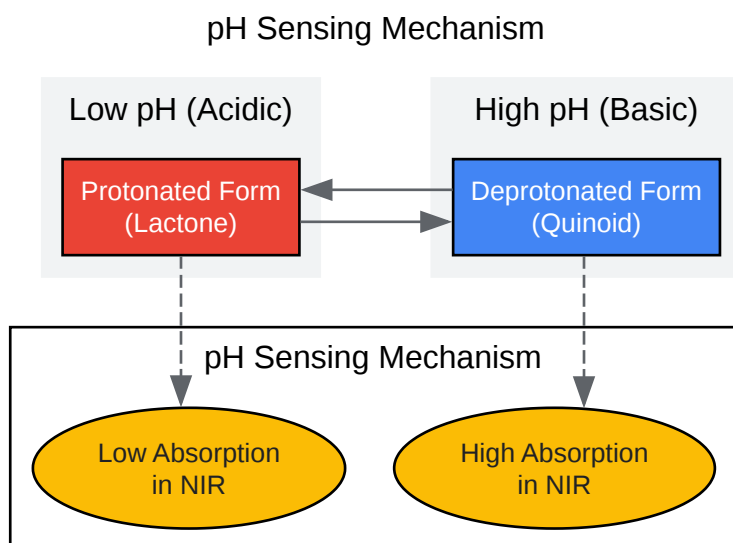 pH Sensing Mechanism
Low pH (Acidic)
High pH (Basic)
Protonated Form
(Lactone)
Deprotonated Form
(Quinoid)
pH Sensing Mechanism
Low Absorption
in NIR
High Absorption
in NIR